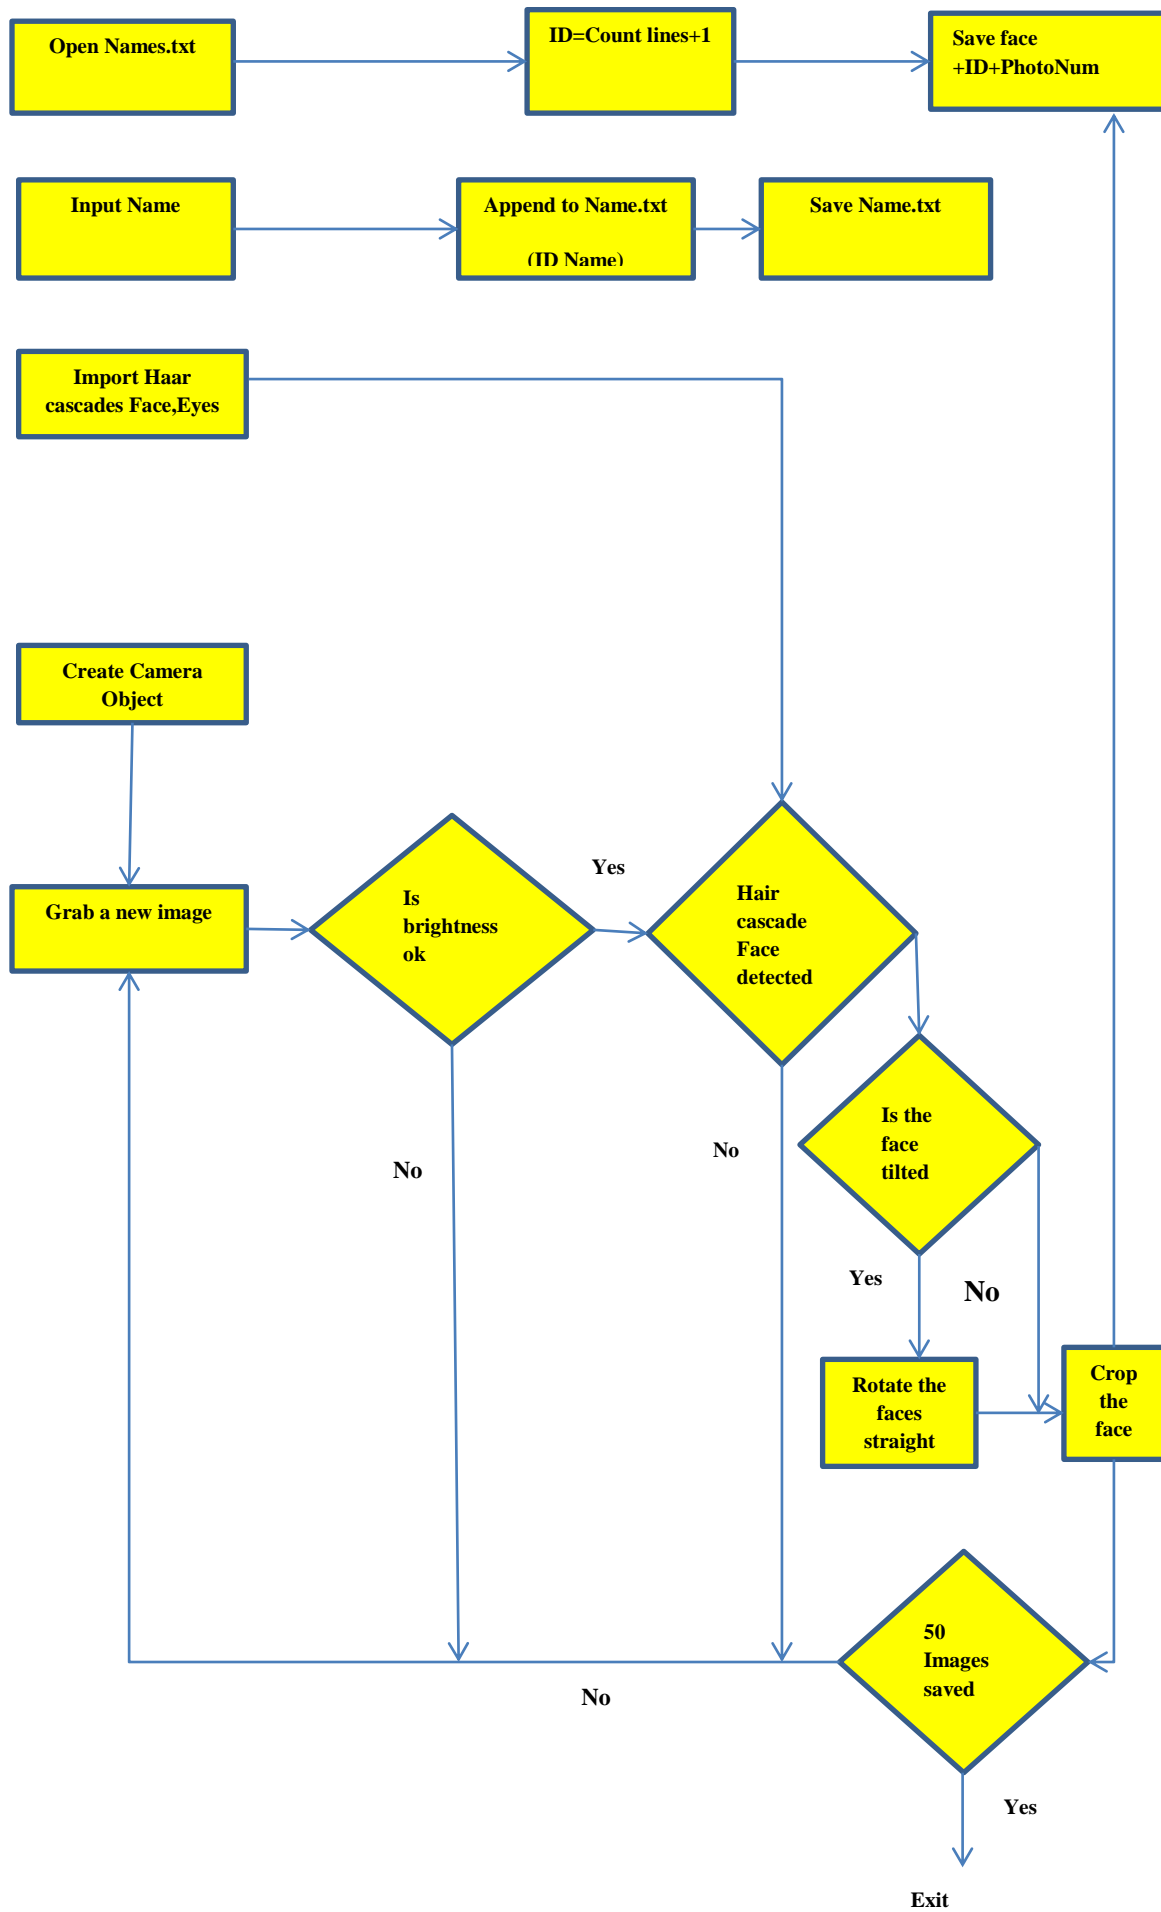 Open Names.txt
ID=Count lines+1
Save face
+ID+PhotoNum
Input Name
Append to Name.txt
(ID Name)
Save Name.txt
Import Haar
cascades Face,Eyes
Create Camera
Object
Grab a new image
Is
brightness
ok
Yes
Hair
cascade
Face
detected
No
No
Is the
face
tilted
Yes
No
Rotate the
faces
straight
Crop
the
face
50
Images
saved
No
Yes
Exit